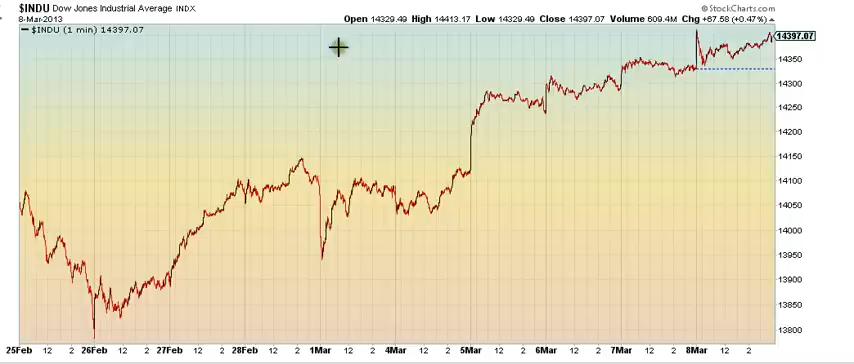 $INDU Dow Jones Industrial Average INDX
© StockCharts.com
8-Mar-2013
Open 14329.49 High 14413.17 Low 14329.49 Close 14397.07 Volume 609.4M Chg +67.58 (+0.47%) ▲
— $INDU (1 min) 14397.07
14397.07
14350
14300
14250
14200
14150
14100
14050
14000
13950
13900
13850
13800
25Feb 12 2 26Feb 12 2 27Feb 12 2 28Feb 12 2 1Mar 12 2 4Mar 12 2 5Mar 12 2 6Mar 12 2 7Mar 12 2 8Mar 12 2